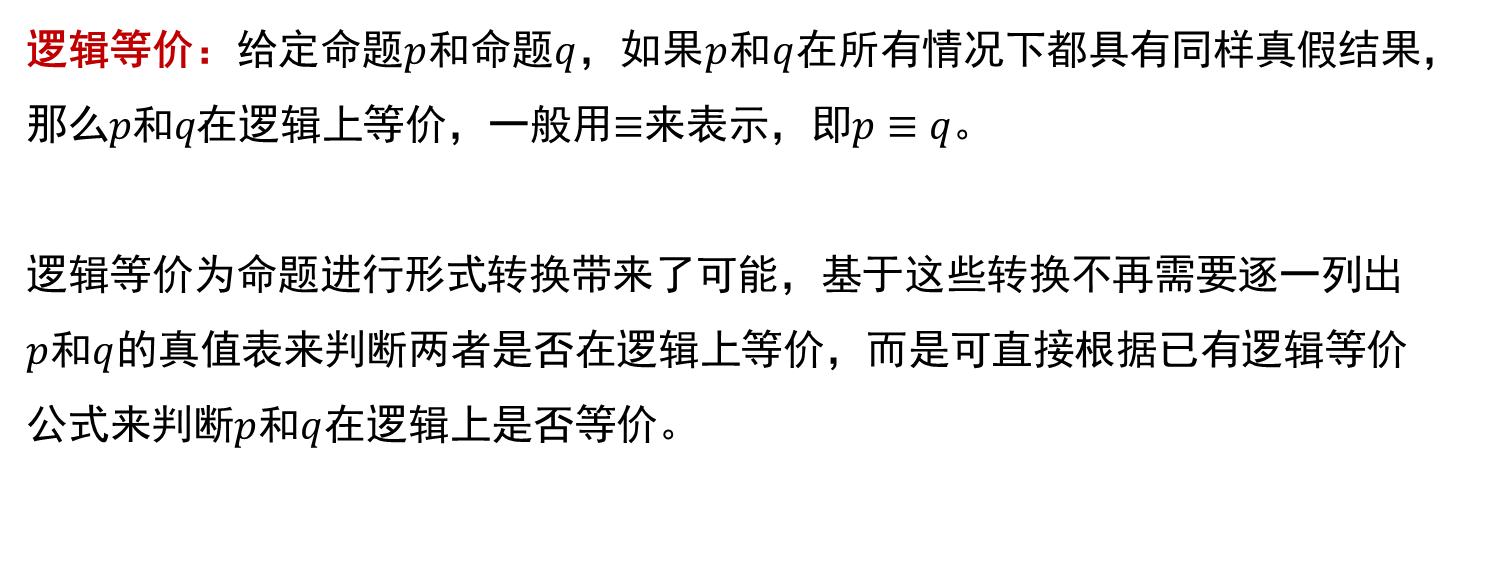 逻辑等价：给定命题p和命题q，如果p和q在所有情况下都具有同样真假结果，
那么p和q在逻辑上等价，一般用≡来表示，即p ≡ q。
逻辑等价为命题进行形式转换带来了可能，基于这些转换不再需要逐一列出
p和q的真值表来判断两者是否在逻辑上等价，而是可直接根据已有逻辑等价
公式来判断p和q在逻辑上是否等价。